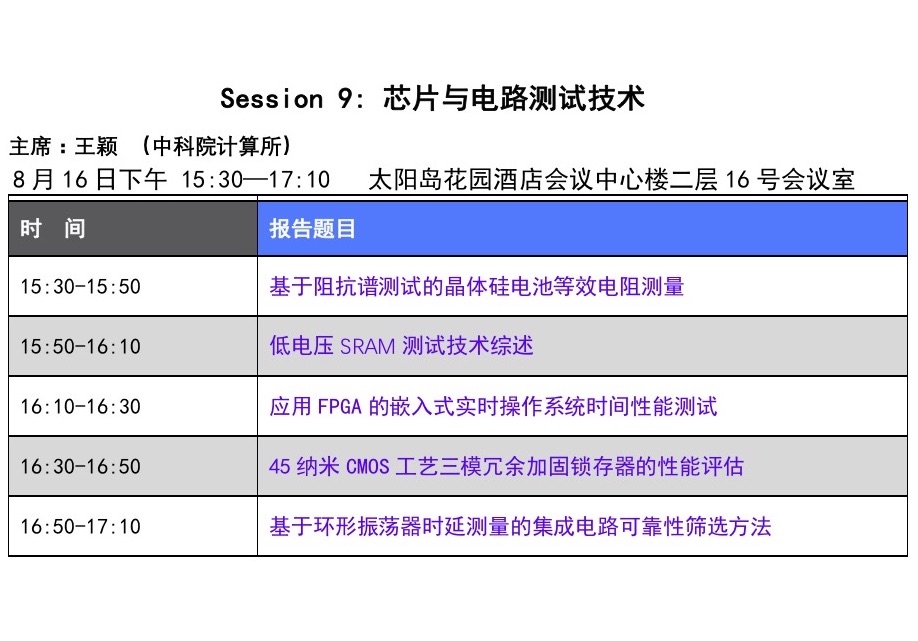 Session 9: 芯片与电路测试技术
主席：王颖 （中科院计算所）
8月16日下午 15:30—17:10 太阳岛花园酒店会议中心楼二层16号会议室
时 间 报告题目
15:30-15:50 基于阻抗谱测试的晶体硅电池等效电阻测量
15:50-16:10 低电压 SRAM 测试技术综述
16:10-16:30 应用 FPGA 的嵌入式实时操作系统时间性能测试
16:30-16:50 45 纳米 CMOS 工艺三模冗余加固锁存器的性能评估
16:50-17:10 基于环形振荡器时延测量的集成电路可靠性筛选方法